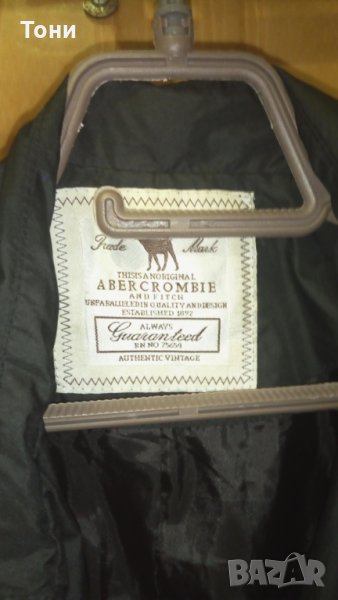 Тони
Trade Mark
THIS IS AN ORIGINAL
ABERCROMBIE
AND FITCH
UNPARALLELED IN QUALITY AND DESIGN
ESTABLISHED 1892
ALWAYS
Guaranteed
RN NO 75654
AUTHENTIC VINTAGE
BAZAR